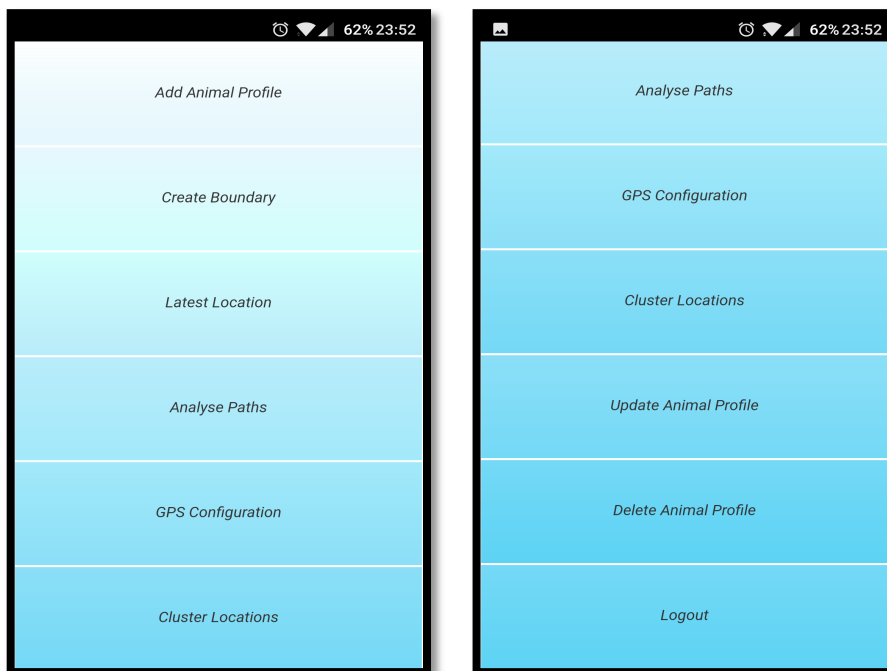 62% 23:52
Add Animal Profile
Create Boundary
Latest Location
Analyse Paths
GPS Configuration
Cluster Locations
62% 23:52
Analyse Paths
GPS Configuration
Cluster Locations
Update Animal Profile
Delete Animal Profile
Logout